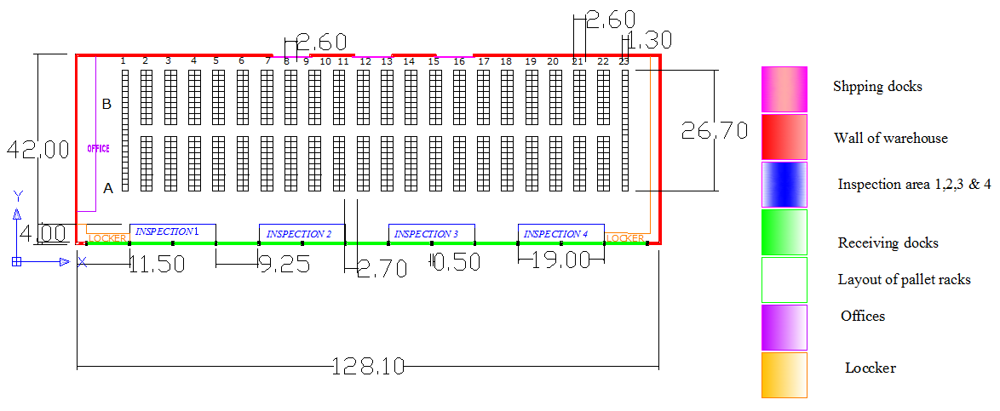 2.60
2.60
1.30
1 2 3 4 5 6 7 8 9 10 11 12 13 14 15 16 17 18 19 20 21 22 23
Shpping docks
B
26.70
Wall of warehouse
42.00
OFFICE
Inspection area 1,2,3 & 4
A
Y
4.00
LOCKER
INSPECTION 1
INSPECTION 2
INSPECTION 3
INSPECTION 4
LOCKER
Receiving docks
X
11.50
9.25
2.70
0.50
19.00
Layout of pallet racks
Offices
128.10
Loccker